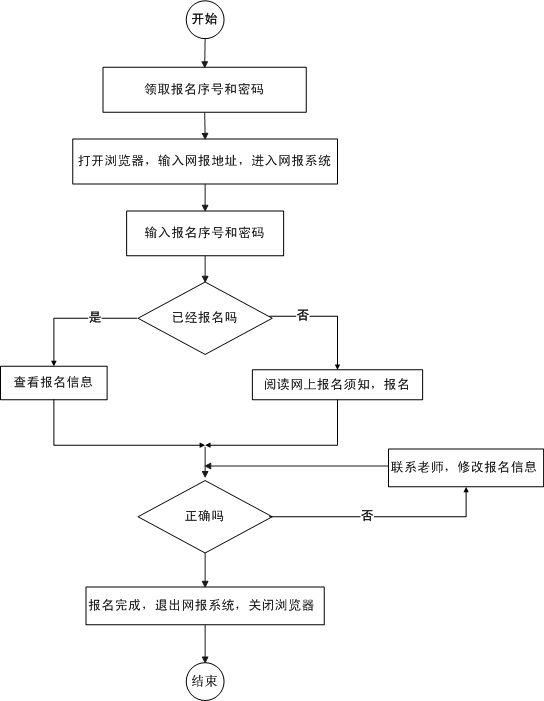 开始
领取报名序号和密码
打开浏览器，输入网报地址，进入网报系统
输入报名序号和密码
已经报名吗
是
否
查看报名信息
阅读网上报名须知，报名
联系老师，修改报名信息
正确吗
否
报名完成，退出网报系统，关闭浏览器
结束